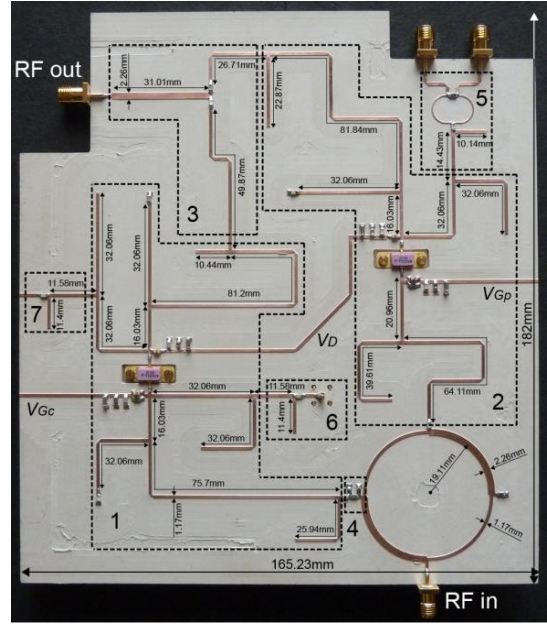 RF out
2.26mm
31.01mm
26.71mm
22.87mm
5
14.43mm
10.14mm
81.84mm
49.87mm
32.06mm
32.06mm
32.06mm
3
16.03mm
32.06mm
32.06mm
10.44mm
7
11.58mm
81.2mm
VGp
11.4mm
32.06mm
16.03mm
VD
20.96mm
182mm
39.61mm
64.11mm
2
VGc
32.06mm
11.58mm
16.03mm
11.4mm
6
32.06mm
32.06mm
75.7mm
19.11mm
2.26mm
1
1.17mm
25.94mm
4
1.17mm
165.23mm
RF in